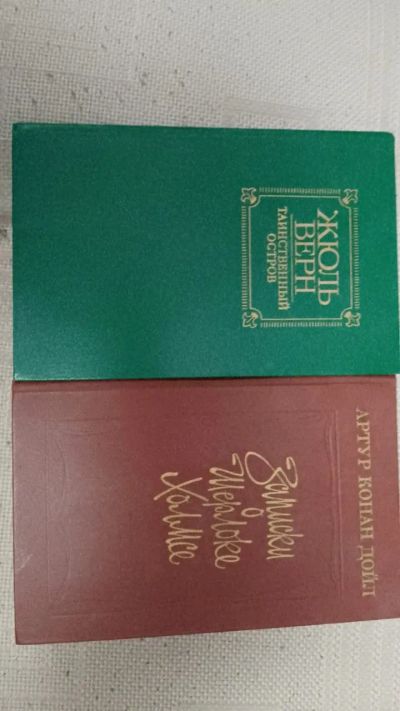 ЖЮЛЬ
ВЕРН
ТАИНСТВЕННЫЙ
ОСТРОВ
АРТУР КОНАН ДОЙЛ
Записки
о
Шерлоке
Холмсе